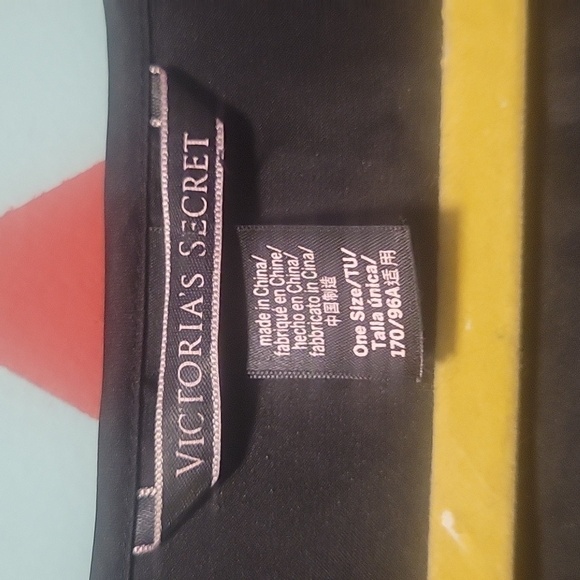 VICTORIA'S SECRET
made in China/
fabriqué en Chine/
hecho en China/
fabbricato in Cina/
中国制造
One Size/TU/
Talla única/
170/96A适用